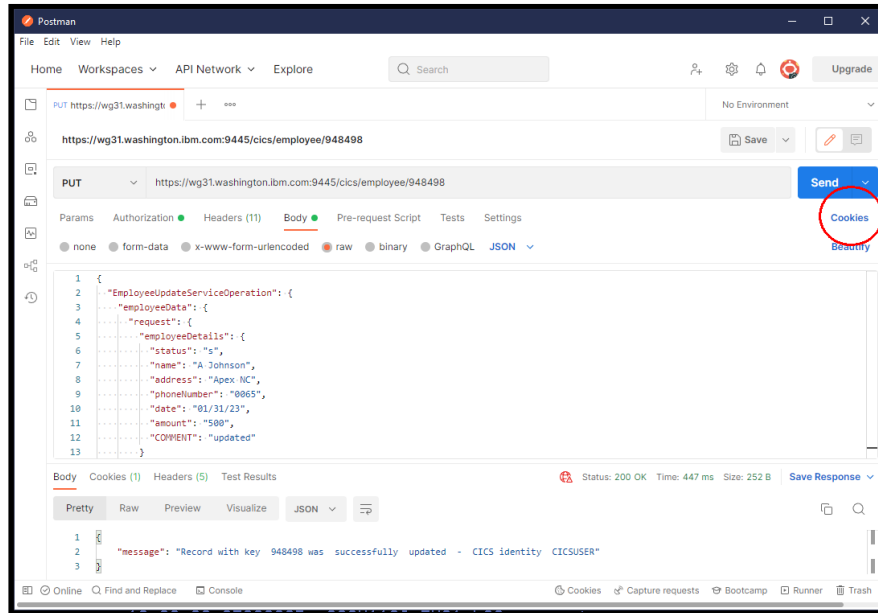 Postman
File Edit View Help
Home Workspaces API Network Explore Search Upgrade
PUT https://wg31.washingt No Environment
https://wg31.washington.ibm.com:9445/cics/employee/948498 Save
PUT https://wg31.washington.ibm.com:9445/cics/employee/948498 Send
Params Authorization Headers (11) Body Pre-request Script Tests Settings Cookies
none form-data x-www-form-urlencoded raw binary GraphQL JSON Beautify
1 {
2 "EmployeeUpdateServiceOperation": {
3 "employeeData": {
4 "request": {
5 "employeeDetails": {
6 "status": "s",
7 "name": "A Johnson",
8 "address": "Apex NC",
9 "phoneNumber": "0065",
10 "date": "01/31/23",
11 "amount": "500",
12 "COMMENT": "updated"
13 }
Body Cookies (1) Headers (5) Test Results Status: 200 OK Time: 447 ms Size: 252 B Save Response
Pretty Raw Preview Visualize JSON
1 {
2 "message": "Record with key 948498 was successfully updated - CICS identity CICSUSER"
3 }
Online Find and Replace Console Cookies Capture requests Bootcamp Runner Trash